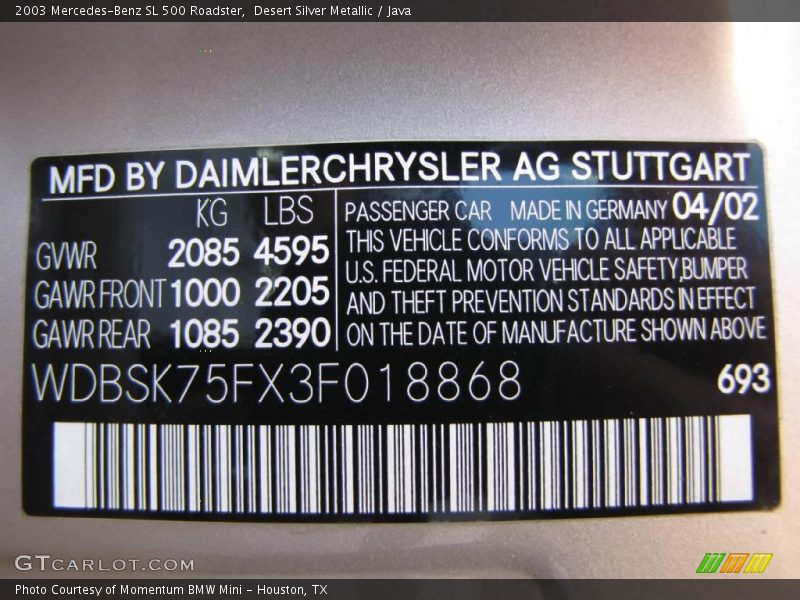 2003 Mercedes-Benz SL 500 Roadster,  Desert Silver Metallic / Java
MFD BY DAIMLERCHRYSLER AG STUTTGART
KG LBS
GVWR 2085 4595
GAWR FRONT 1000 2205
GAWR REAR 1085 2390
PASSENGER CAR MADE IN GERMANY 04/02
THIS VEHICLE CONFORMS TO ALL APPLICABLE
U.S. FEDERAL MOTOR VEHICLE SAFETY,BUMPER
AND THEFT PREVENTION STANDARDS IN EFFECT
ON THE DATE OF MANUFACTURE SHOWN ABOVE
WDBSK75FX3F018868 693
GTCARLOT.COM
Photo Courtesy of Momentum BMW Mini - Houston, TX